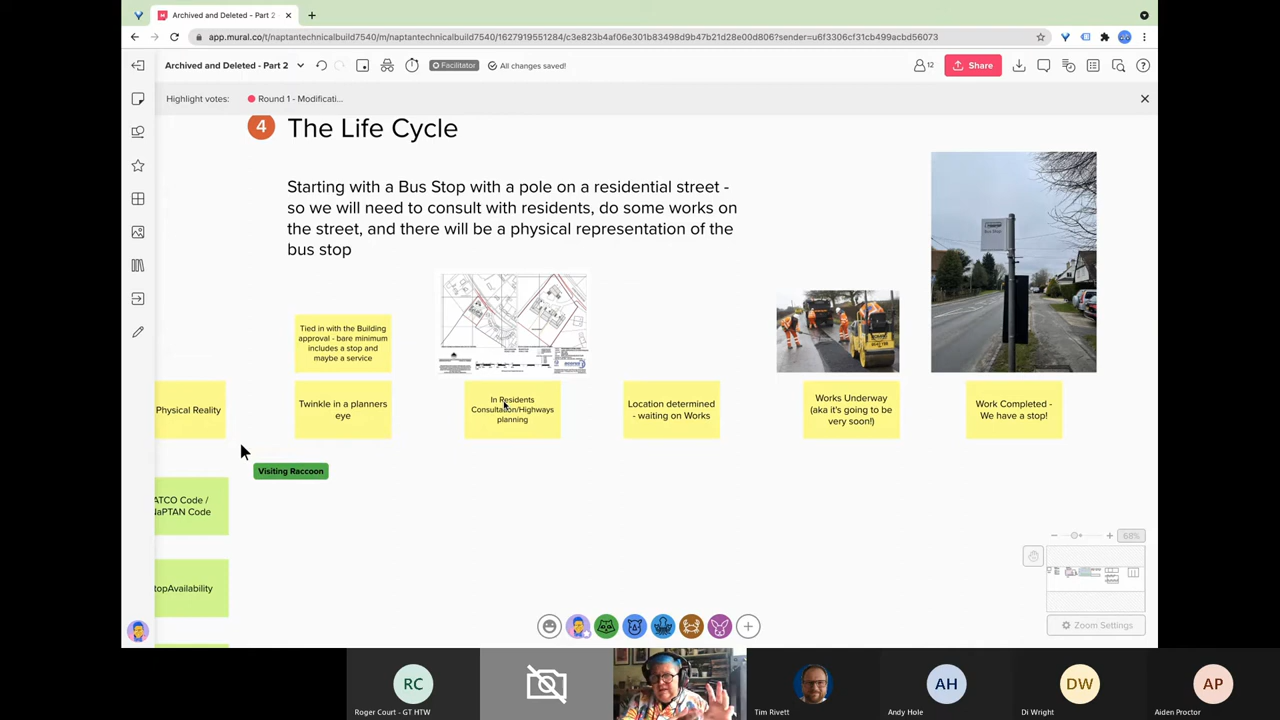 Archived and Deleted - Part 2
app.mural.co/t/naptantechnicalbuild7540/m/naptantechnicalbuild7540/1627919551284/c3e823b4af06e301b83498d9b47b21d28e00d806?sender=u6f3306cf31cb499acbd56073
Archived and Deleted - Part 2
Facilitator
All changes saved!
12
Share
Highlight votes:
Round 1 - Modificati...
4
The Life Cycle
Starting with a Bus Stop with a pole on a residential street -
so we will need to consult with residents, do some works on
the street, and there will be a physical representation of the
bus stop
Tied in with the Building
approval - bare minimum
includes a stop and
maybe a service
Bus Stop
Physical Reality
Twinkle in a planners
eye
In Residents
Consultation/Highways
planning
Location determined
- waiting on Works
Works Underway
(aka it's going to be
very soon!)
Work Completed -
We have a stop!
Visiting Raccoon
ATCO Code /
NaPTAN Code
topAvailability
68%
Zoom Settings
RC
Roger Court - GT HTW
Tim Rivett
AH
Andy Hole
DW
Di Wright
AP
Aiden Proctor